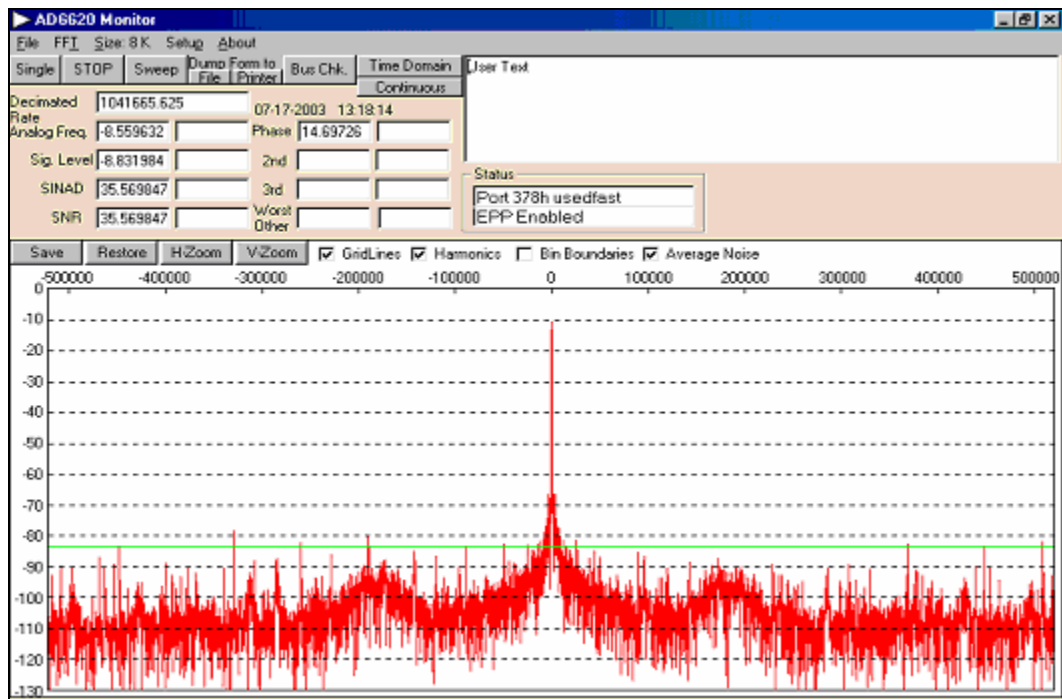 AD6620 Monitor
File FFT Size: 8 K Setup About
Single STOP Sweep Dump File Form to Printer Bus Chk. Time Domain
Continuous
User Text
Decimated Rate 1041665.625
07-17-2003 13:18:14
Analog Freq. -8.559632 Phase 14.69726
Sig. Level -8.831984 2nd
SINAD 35.569847 3rd
SNR 35.569847 Worst Other
Status
Port 378h usedfast
EPP Enabled
Save Restore H-Zoom V-Zoom GridLines Harmonics Bin Boundaries Average Noise
-500000 -400000 -300000 -200000 -100000 0 100000 200000 300000 400000 500000
0
-10
-20
-30
-40
-50
-60
-70
-80
-90
-100
-110
-120
-130